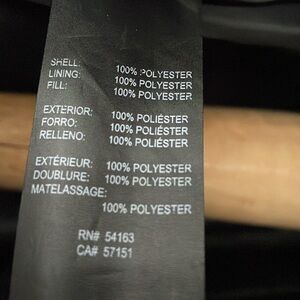 SHELL: 100% POLYESTER
LINING: 100% POLYESTER
FILL: 100% POLYESTER
EXTERIOR: 100% POLIÉSTER
FORRO: 100% POLIÉSTER
RELLENO: 100% POLIÉSTER
EXTÉRIEUR: 100% POLYESTER
DOUBLURE: 100% POLYESTER
MATELASSAGE:
100% POLYESTER
RN# 54163
CA# 57151